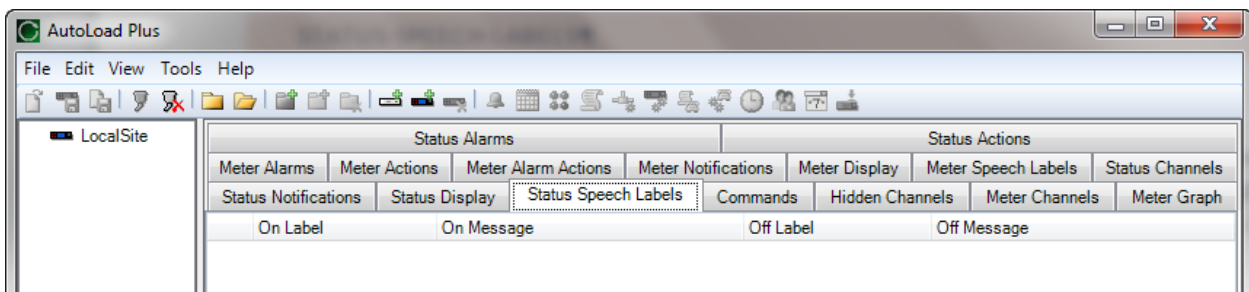 AutoLoad Plus
File Edit View Tools Help
LocalSite
Status Alarms Status Actions
Meter Alarms Meter Actions Meter Alarm Actions Meter Notifications Meter Display Meter Speech Labels Status Channels
Status Notifications Status Display Status Speech Labels Commands Hidden Channels Meter Channels Meter Graph
On Label On Message Off Label Off Message